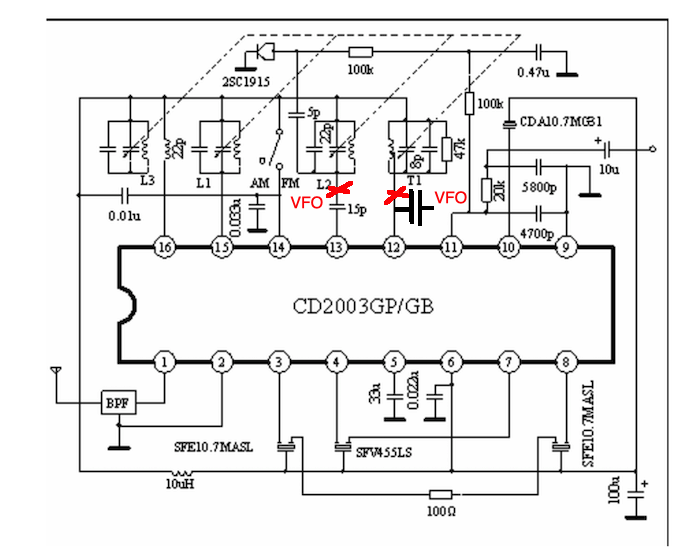 2SC1915
100k
0.47u
100k
CDA10.7MGB1
5p
22p
22p
8p
47k
10u
+
L3
L1
AM
FM
L2
T1
VFO
VFO
20k
5800p
0.01u
0.033u
15p
4700p
16
15
14
13
12
11
10
9
CD2003GP/GB
1
2
3
4
5
6
7
8
BPF
33u
0.022u
SFE10.7MASL
SFW455LS
SFE10.7MASL
10uH
100Ω
100u
+